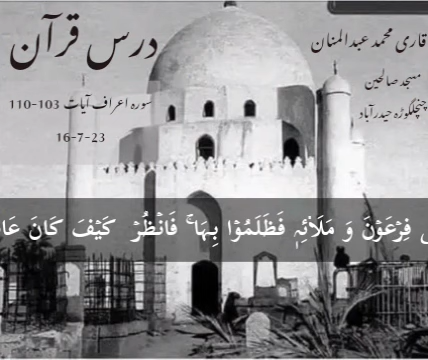 درس قرآن
قاری محمد عبدالمنان
مسجد صالحین
چنچلگوڑہ حیدرآباد
سورہ اعراف آیات 103-110
16-7-23
فِرْعَوْنَ وَ مَلَا۠ئِهٖ فَظَلَمُوْا بِهَا ۚ فَانْظُرْ كَیْفَ كَانَ